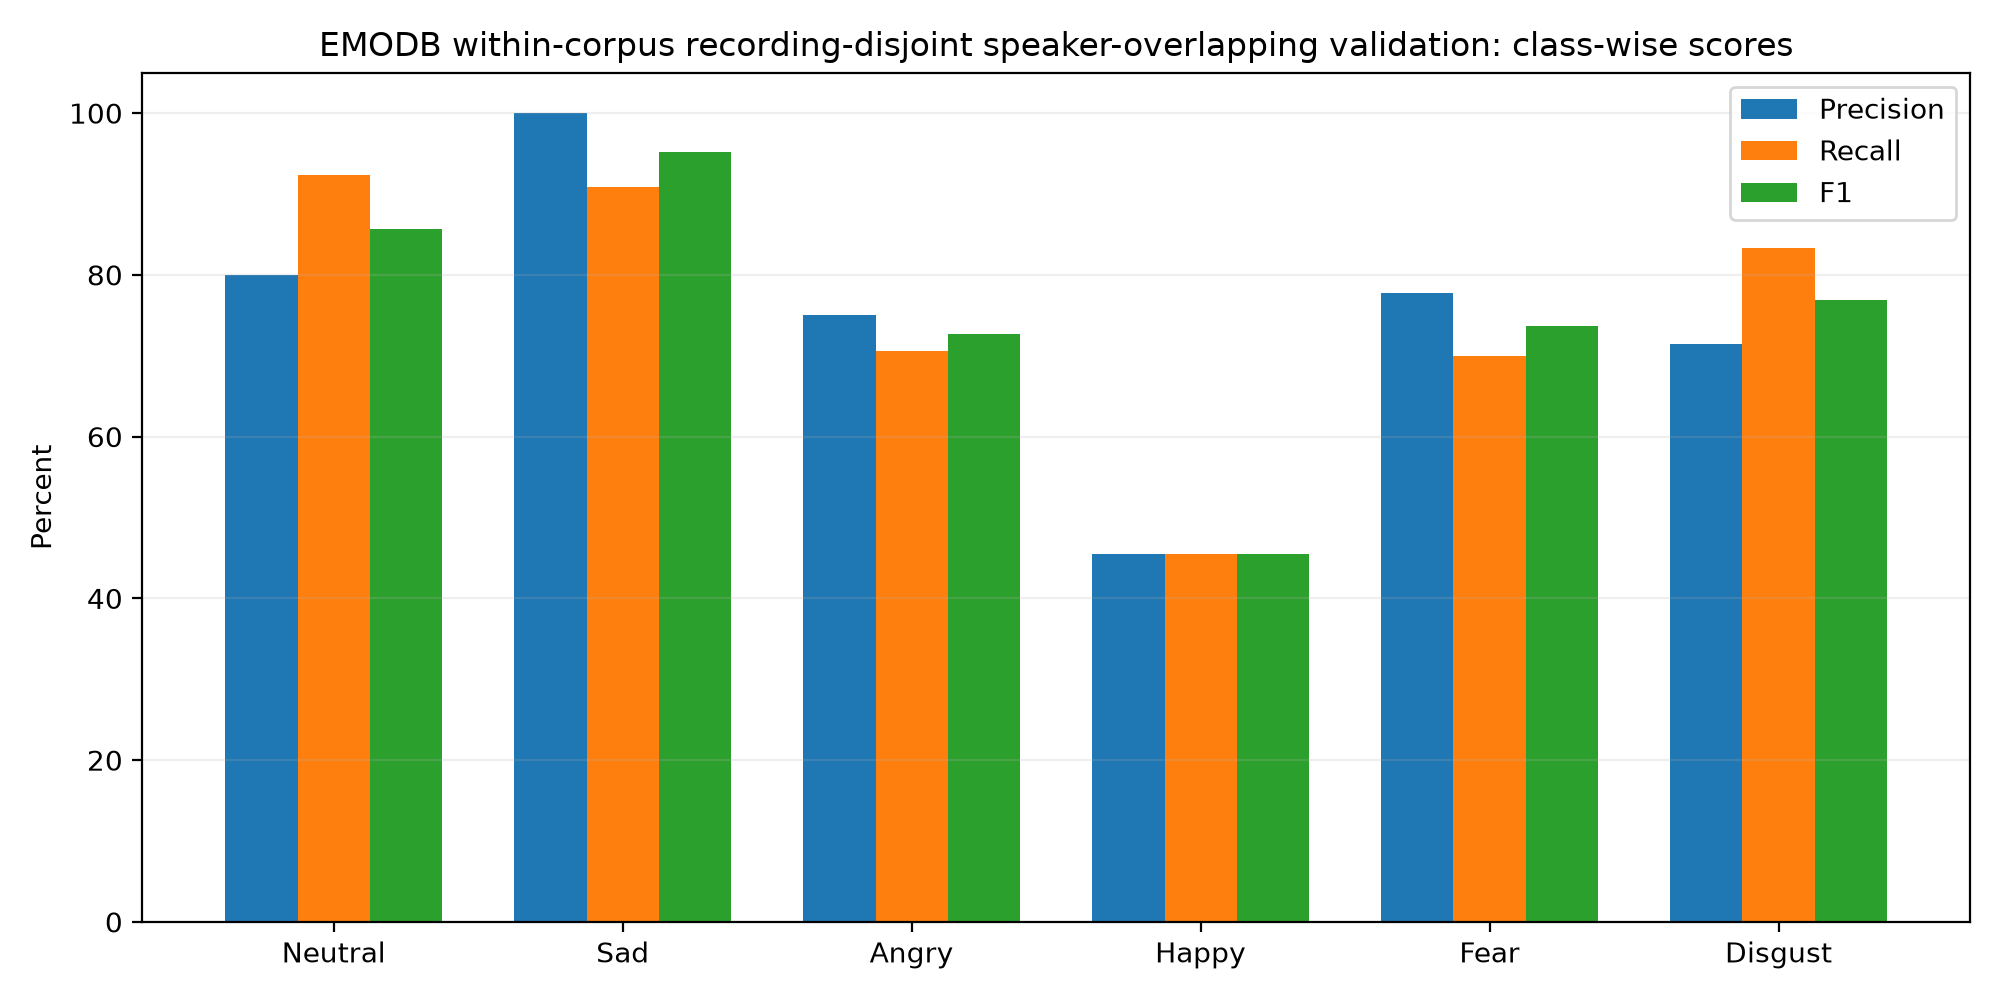 EMODB within-corpus recording-disjoint speaker-overlapping validation: class-wise scores
Precision
Recall
F1
Percent
100
80
60
40
20
0
Neutral Sad Angry Happy Fear Disgust